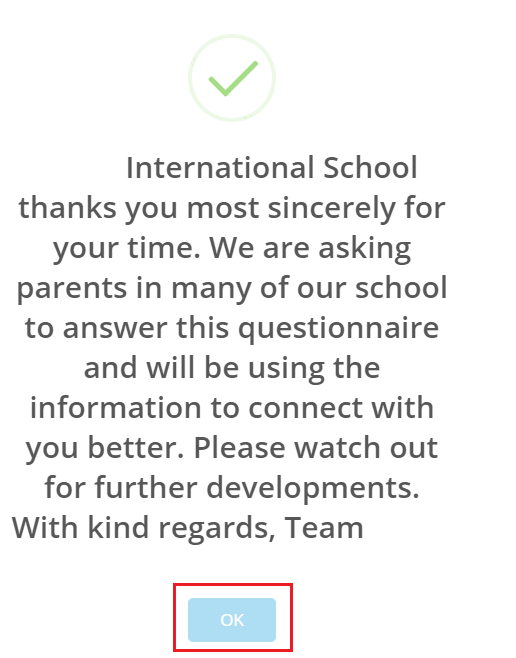 International School
thanks you most sincerely for
your time. We are asking
parents in many of our school
to answer this questionnaire
and will be using the
information to connect with
you better. Please watch out
for further developments.
With kind regards, Team
OK